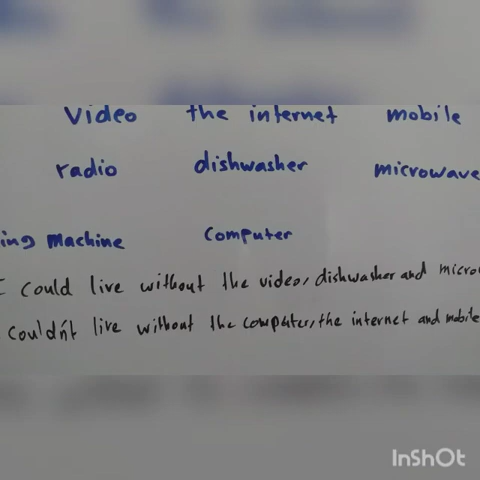 video the internet mobile
radio dishwasher microwave
ing machine computer
I could live without the video, dishwasher and micro
couldn't live without the computer, the internet and mobile
InShOt